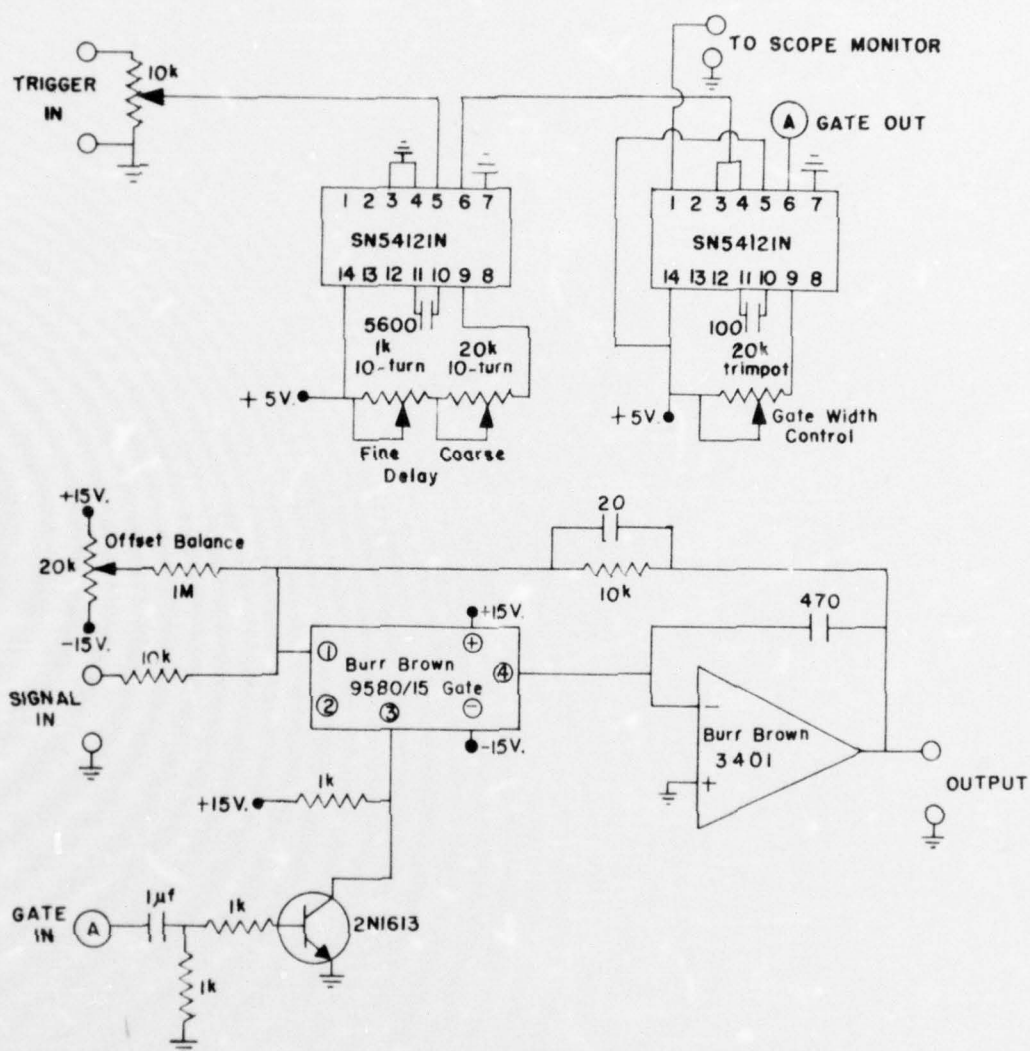 TO SCOPE MONITOR
10k
TRIGGER
IN
A GATE OUT
1 2 3 4 5 6 7
SN54121N
14 13 12 11 10 9 8
1 2 3 4 5 6 7
SN54121N
14 13 12 11 10 9 8
5600
1k
10-turn
20k
10-turn
+5V.
Fine
Coarse
Delay
100
20k
trimpot
+5V.
Gate Width
Control
+15V.
Offset Balance
20k
1M
-15V.
20
10k
470
SIGNAL
IN
10k
+15V.
1
+
Burr Brown
4
9580/15 Gate
2
3
−
-15V.
−
Burr Brown
3401
+
OUTPUT
1k
+15V.
GATE
IN
A
1µf
1k
2N1613
1k